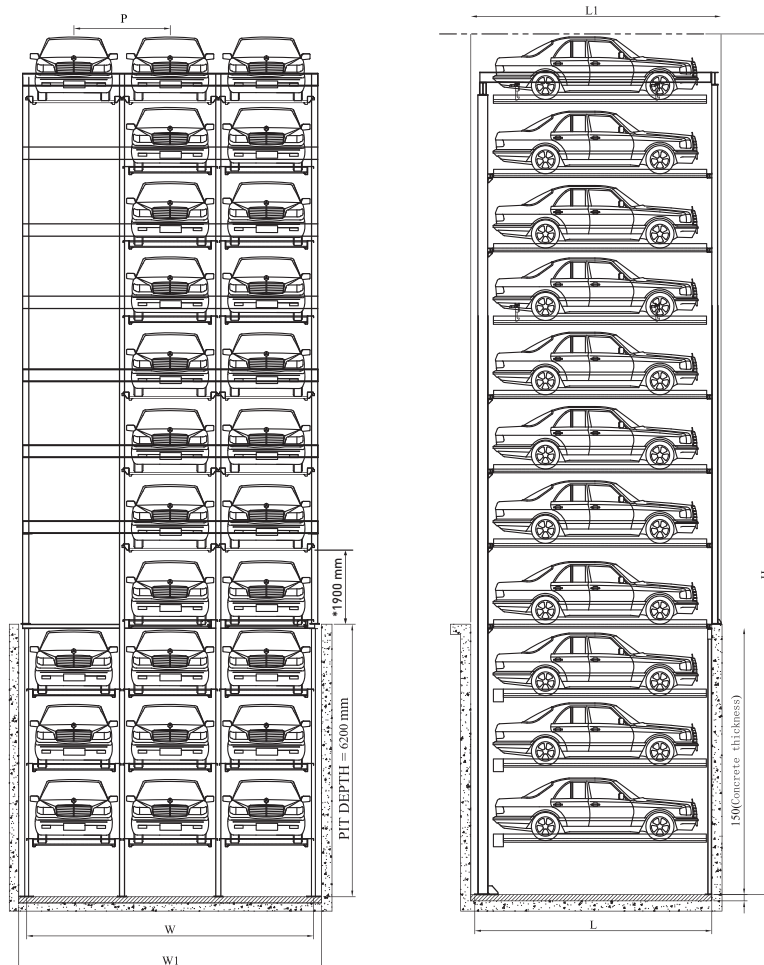 P
L1
*1900 mm
PIT DEPTH = 6200 mm
150(Concrete thickness)
W
L
W1